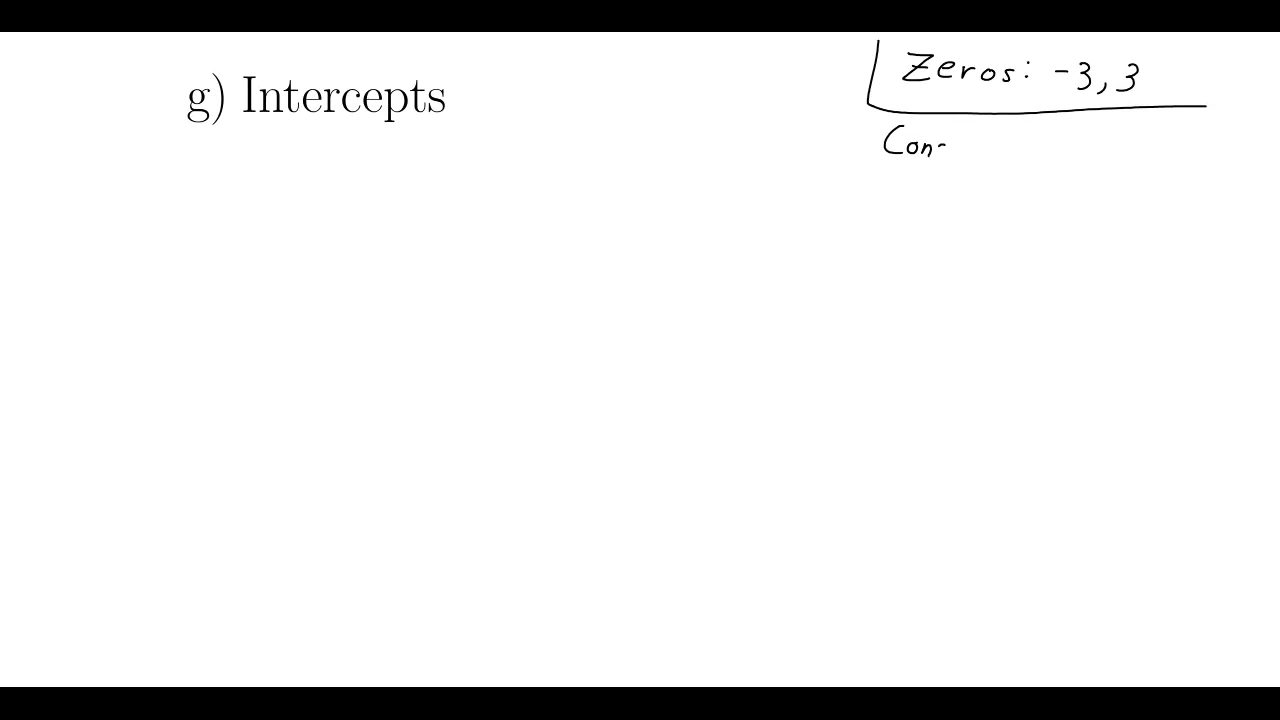 g) Intercepts
Zeros: -3, 3
Con-